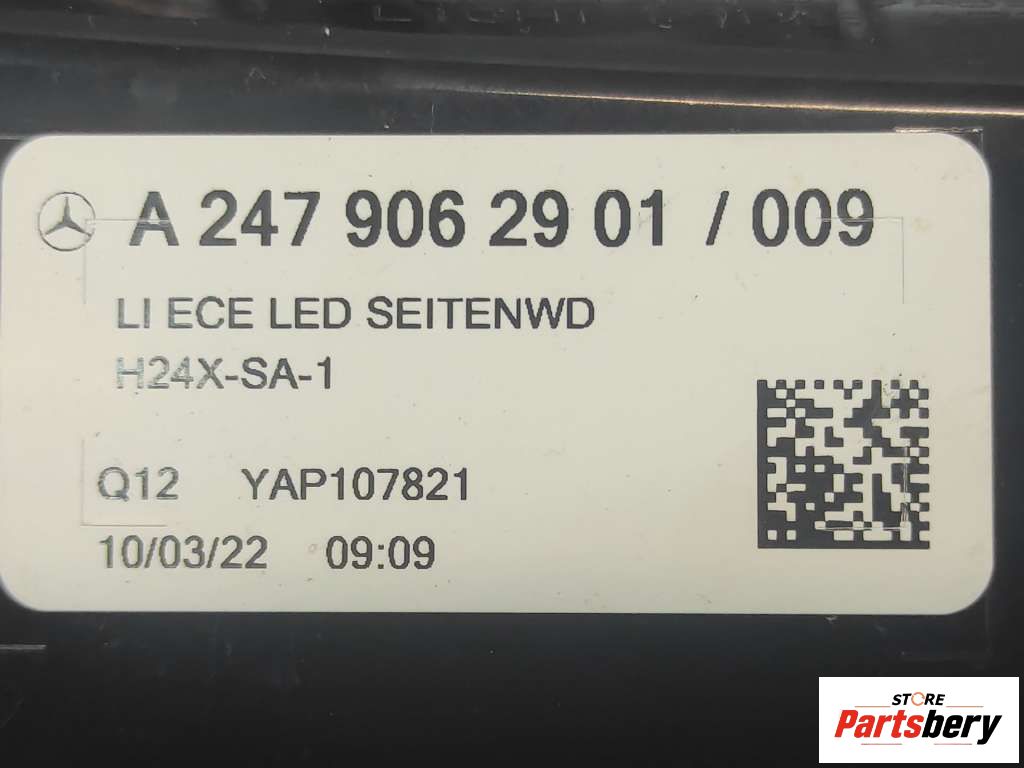 A 247 906 29 01 / 009
LI ECE LED SEITENWD
H24X-SA-1
Q12 YAP107821
10/03/22 09:09
STORE
Partsbery